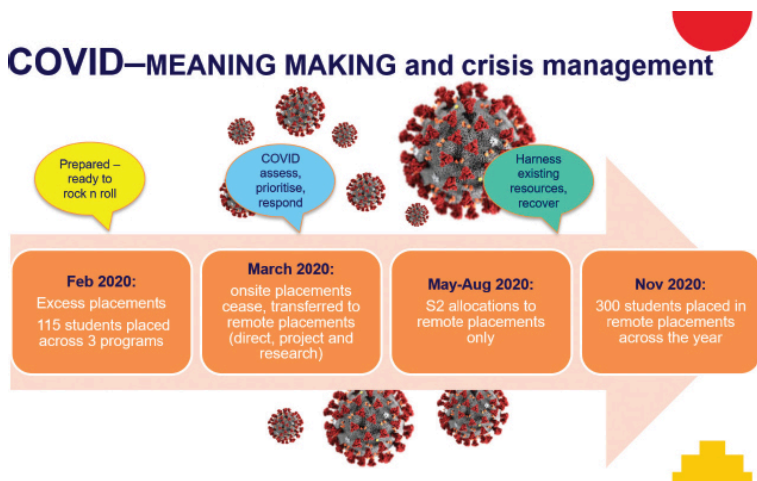 COVID–MEANING MAKING and crisis management
Prepared –
ready to
rock n roll
COVID
assess,
prioritise,
respond
Harness
existing
resources,
recover
Feb 2020:
Excess placements
115 students placed
across 3 programs
March 2020:
onsite placements
cease, transferred to
remote placements
(direct, project and
research)
May-Aug 2020:
S2 allocations to
remote placements
only
Nov 2020:
300 students placed in
remote placements
across the year